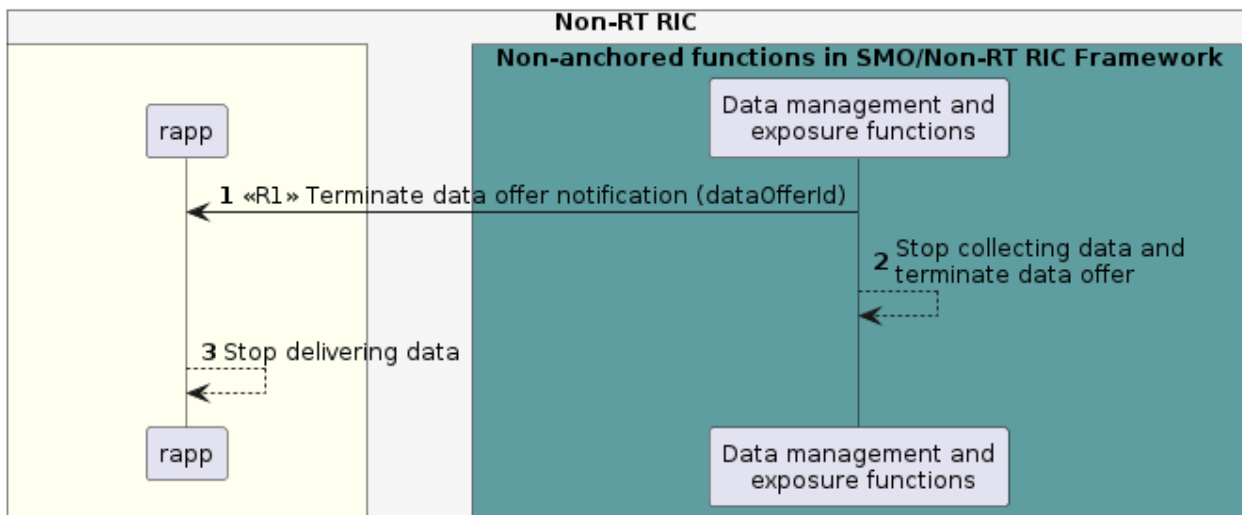 Non-RT RIC
Non-anchored functions in SMO/Non-RT RIC Framework
rapp
Data management and
exposure functions
1 «R1» Terminate data offer notification (dataOfferId)
2 Stop collecting data and
terminate data offer
3 Stop delivering data
rapp
Data management and
exposure functions